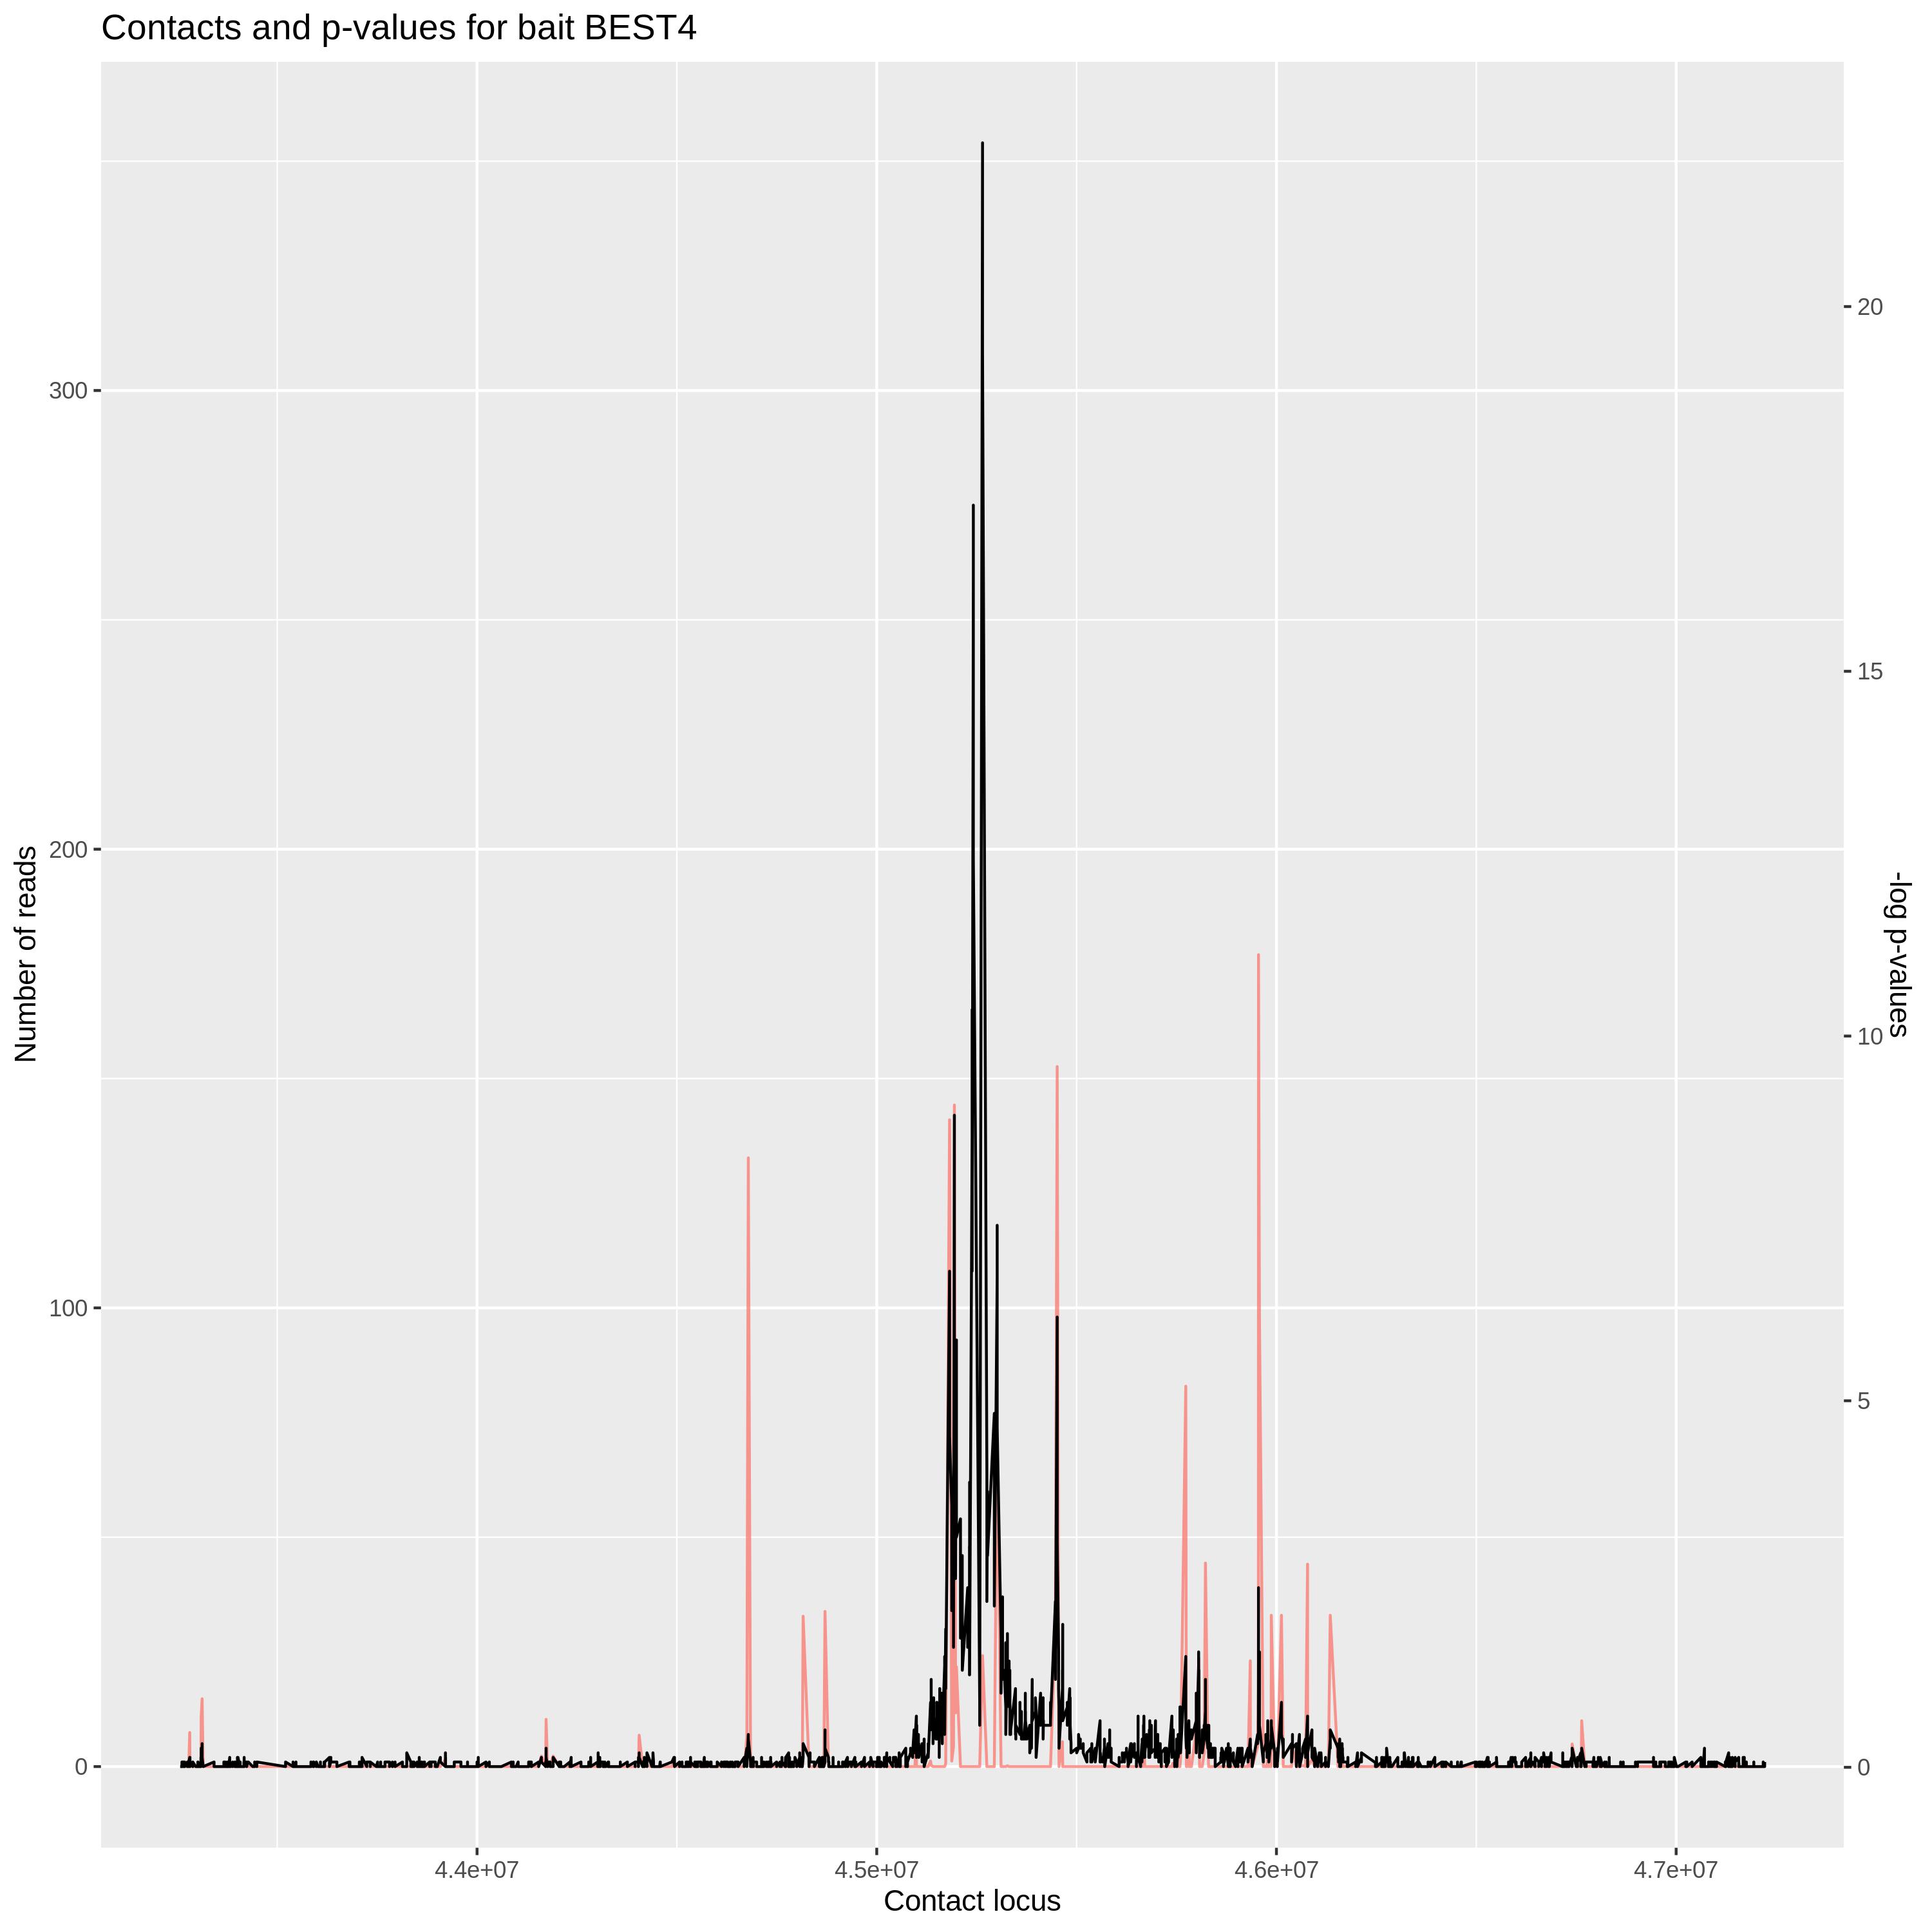 Contacts and p-values for bait BEST4
Number of reads
300
200
100
0
20
15
10
5
0
-log p-values
4.4e+07
4.5e+07
4.6e+07
4.7e+07
Contact locus